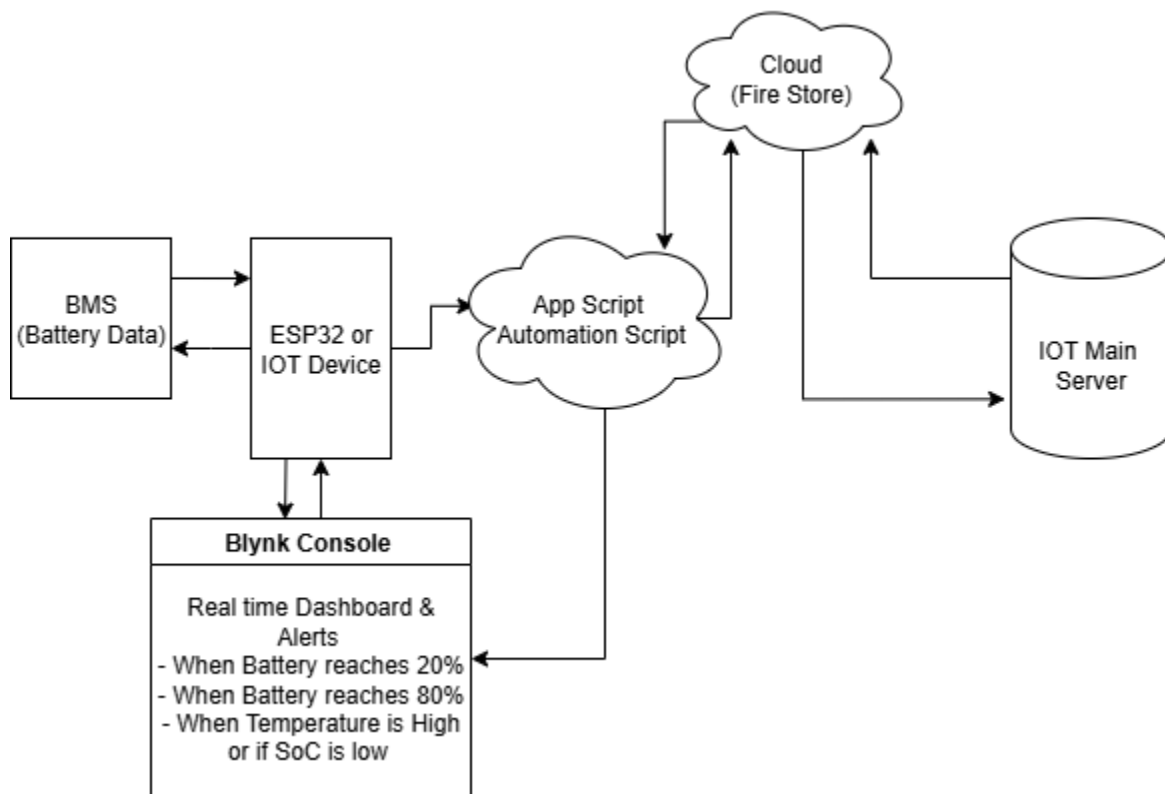 Cloud
(Fire Store)
BMS
(Battery Data)
ESP32 or
IOT Device
App Script
Automation Script
IOT Main
Server
Blynk Console
Real time Dashboard &
Alerts
- When Battery reaches 20%
- When Battery reaches 80%
- When Temperature is High
or if SoC is low